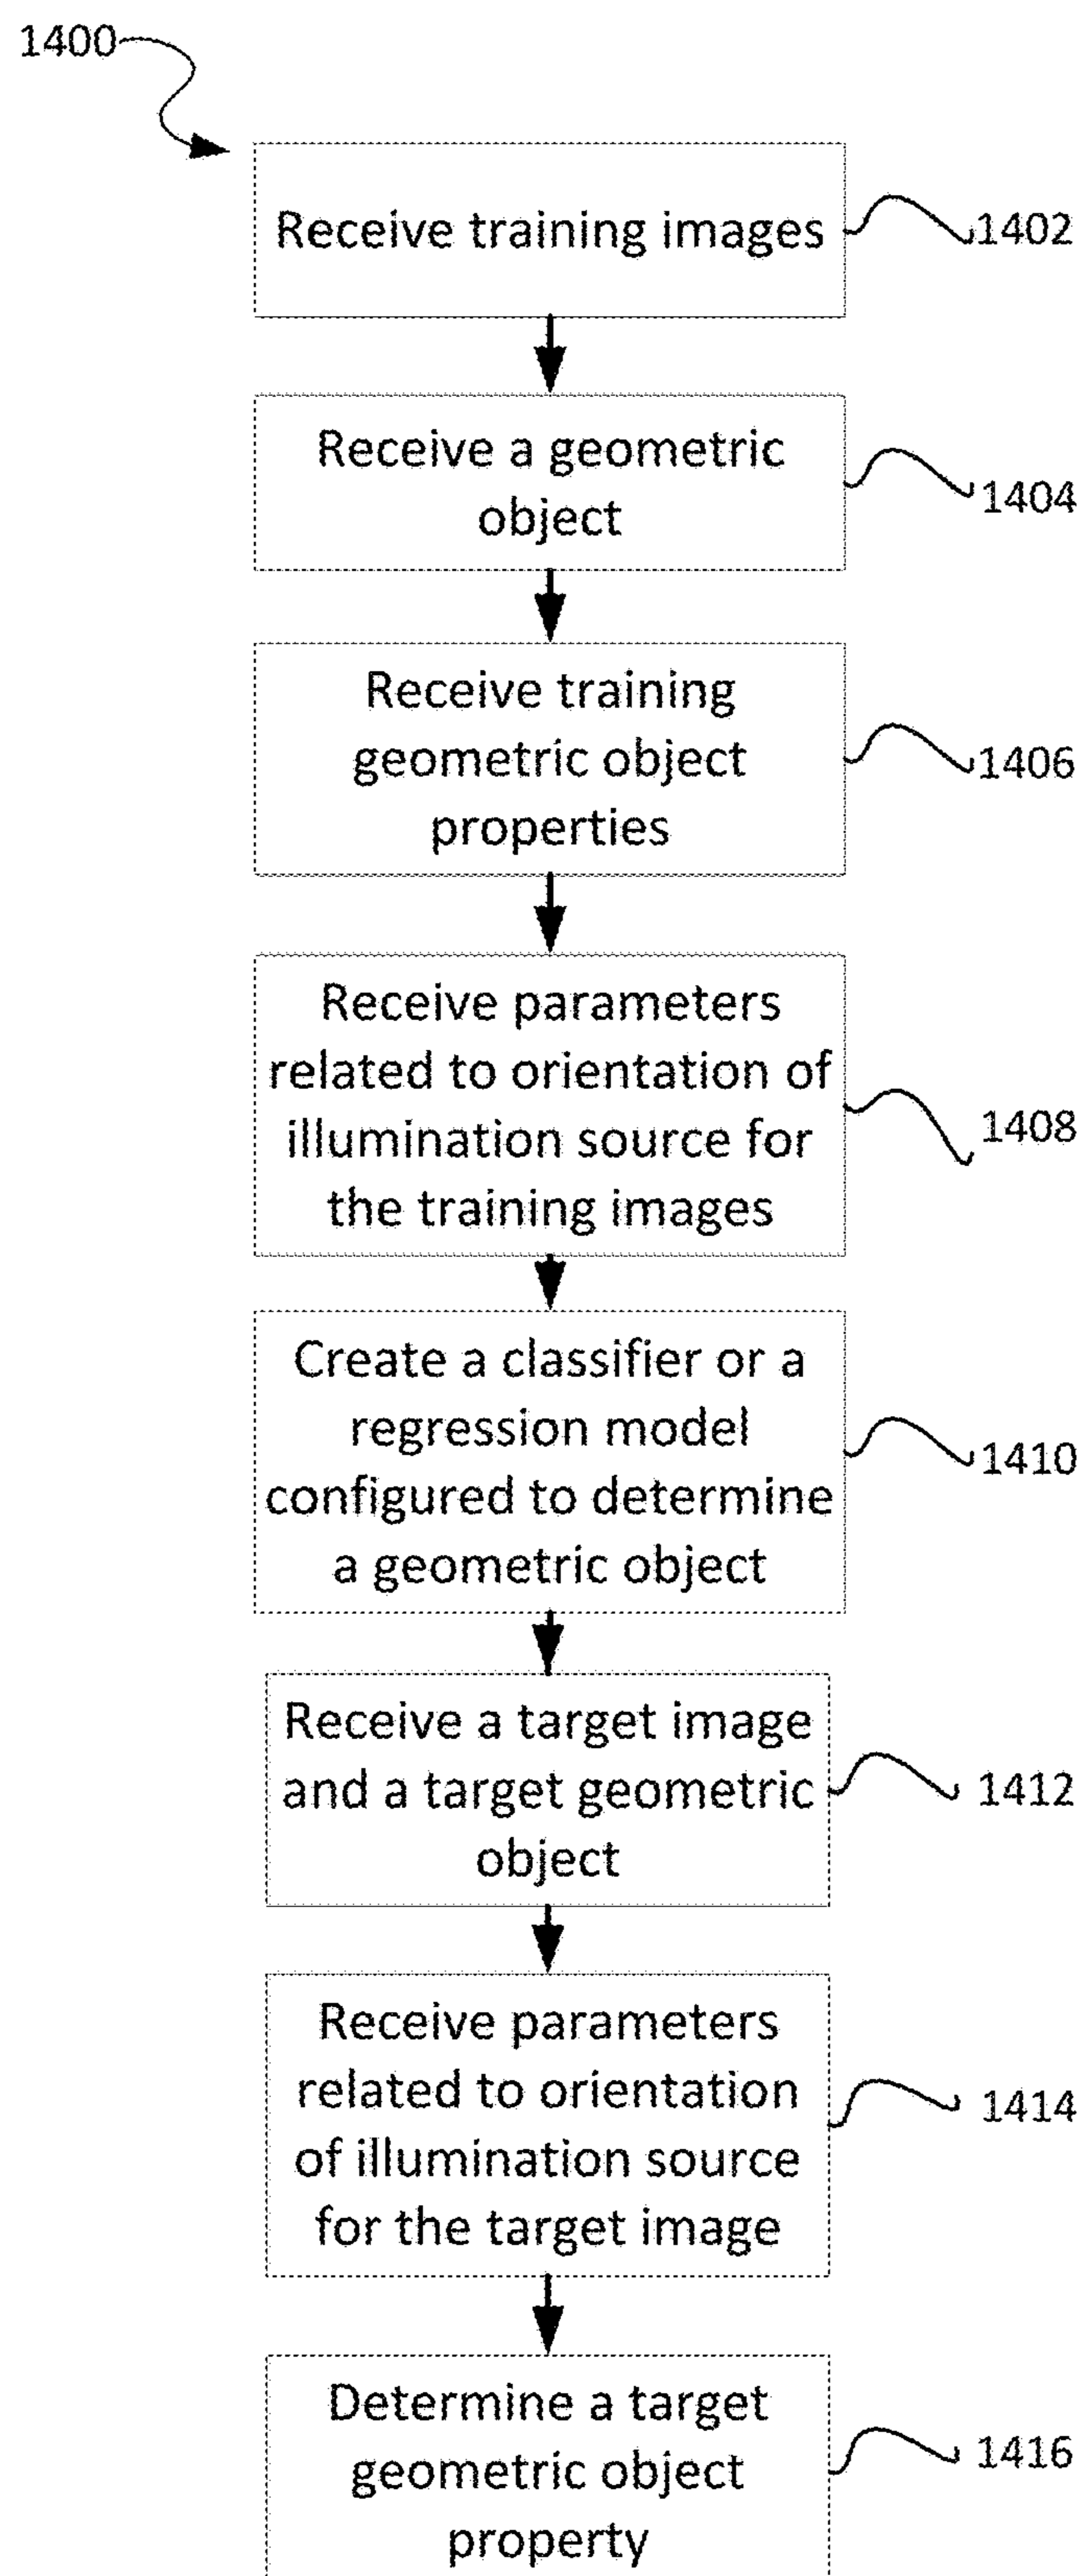 1400
Receive training images
1402
Receive a geometric
object
1404
Receive training
geometric object
properties
1406
Receive parameters
related to orientation of
illumination source for
the training images
1408
Create a classifier or a
regression model
configured to determine
a geometric object
1410
Receive a target image
and a target geometric
object
1412
Receive parameters
related to orientation
of illumination source
for the target image
1414
Determine a target
geometric object
property
1416